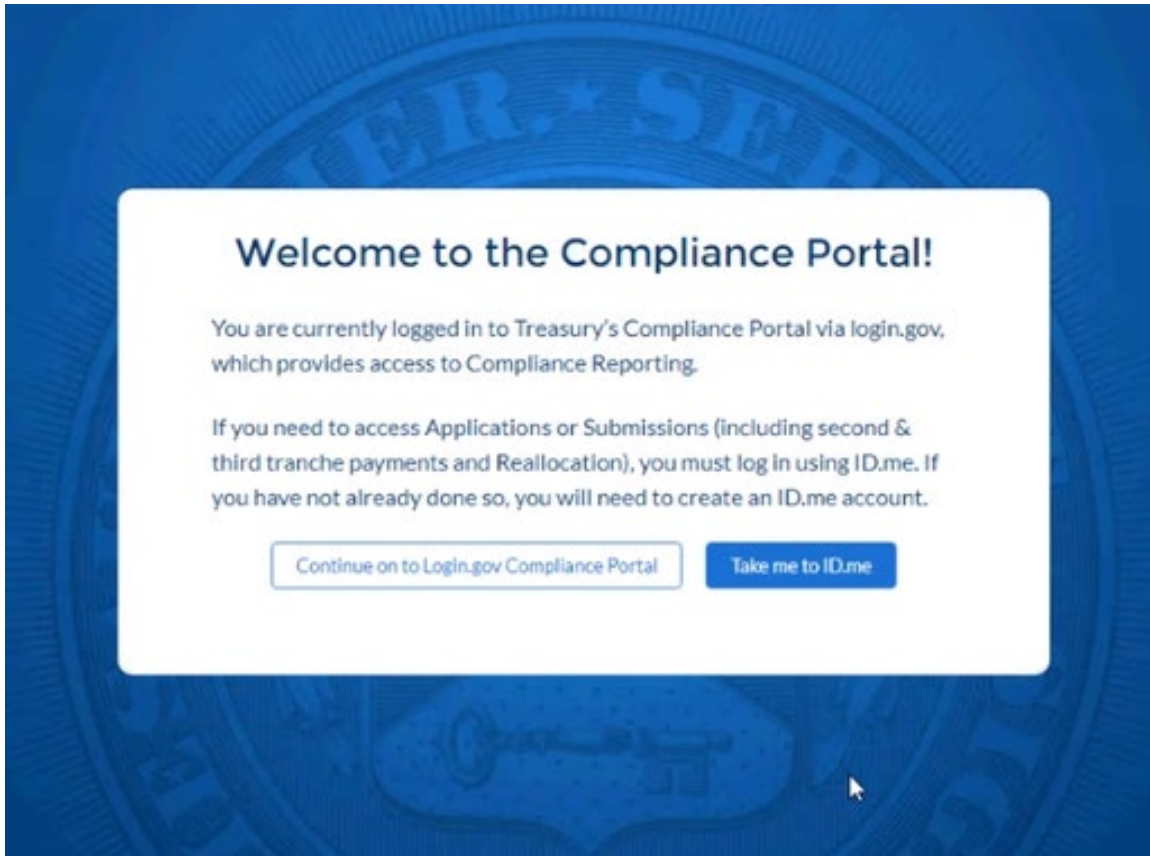 ER. ★ SE
Welcome to the Compliance Portal!
You are currently logged in to Treasury's Compliance Portal via login.gov,
which provides access to Compliance Reporting.
If you need to access Applications or Submissions (including second &
third tranche payments and Reallocation), you must log in using ID.me. If
you have not already done so, you will need to create an ID.me account.
Continue on to Login.gov Compliance Portal
Take me to ID.me